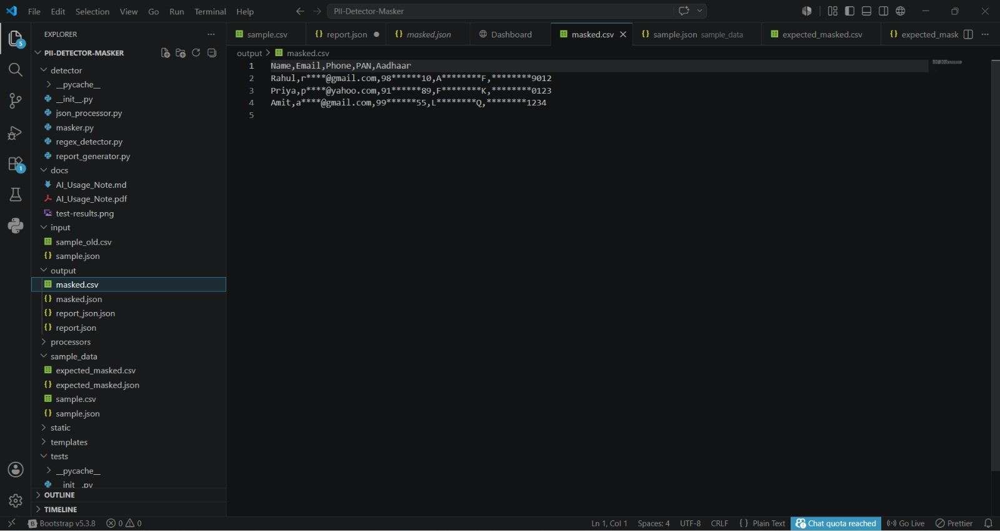 File Edit Selection View Go Run Terminal Help PII-Detector-Masker
EXPLORER
5
PII-DETECTOR-MASKER
detector
__pycache__
__init__.py
json_processor.py
masker.py
regex_detector.py
report_generator.py
1
docs
AI_Usage_Note.md
AI_Usage_Note.pdf
test-results.png
input
sample_old.csv
sample.json
output
masked.csv
masked.json
report_json.json
report.json
processors
sample_data
expected_masked.csv
expected_masked.json
sample.csv
sample.json
static
templates
tests
__pycache__
__init__.py
OUTLINE
TIMELINE
sample.csv report.json masked.json Dashboard masked.csv sample.json sample_data expected_masked.csv expected_mask
output > masked.csv
1 Name,Email,Phone,PAN,Aadhaar
2 Rahul,r****@gmail.com,98******10,A********F,********9012
3 Priya,p****@yahoo.com,91******89,F********K,********0123
4 Amit,a****@gmail.com,99******55,L********Q,********1234
5
Bootstrap v5.3.8 0 0 Ln 1, Col 1 Spaces: 4 UTF-8 CRLF {} Plain Text Chat quota reached Go Live Prettier